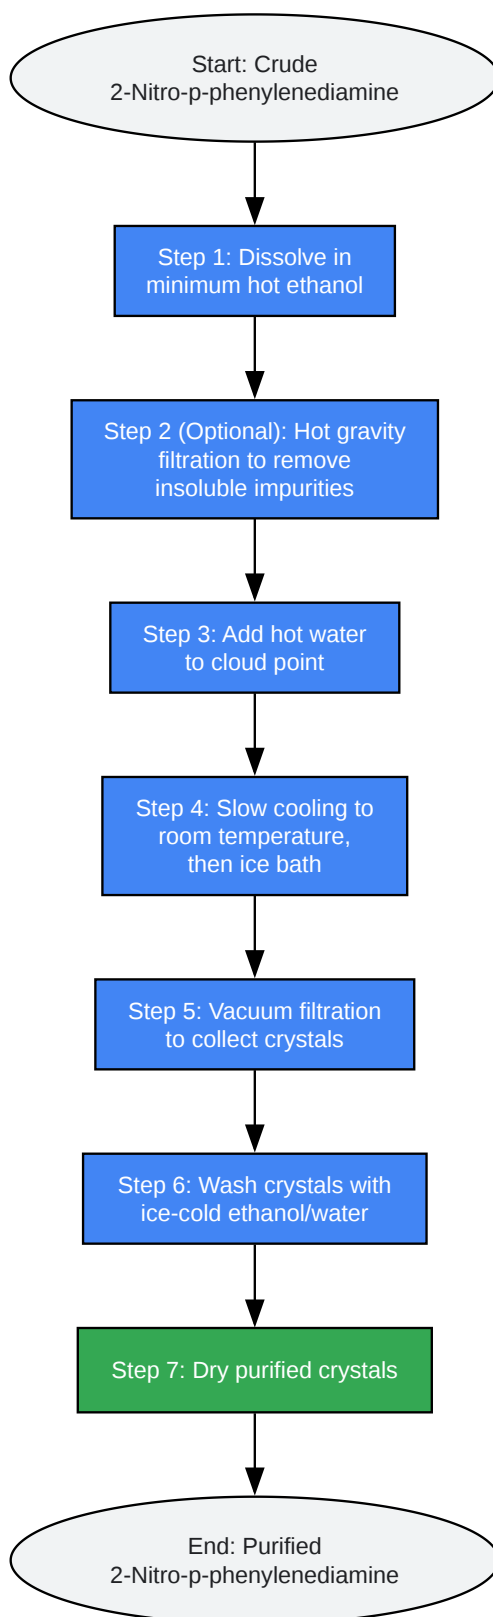 Start: Crude
2-Nitro-p-phenylenediamine
Step 1: Dissolve in
minimum hot ethanol
Step 2 (Optional): Hot gravity
filtration to remove
insoluble impurities
Step 3: Add hot water
to cloud point
Step 4: Slow cooling to
room temperature,
then ice bath
Step 5: Vacuum filtration
to collect crystals
Step 6: Wash crystals with
ice-cold ethanol/water
Step 7: Dry purified crystals
End: Purified
2-Nitro-p-phenylenediamine